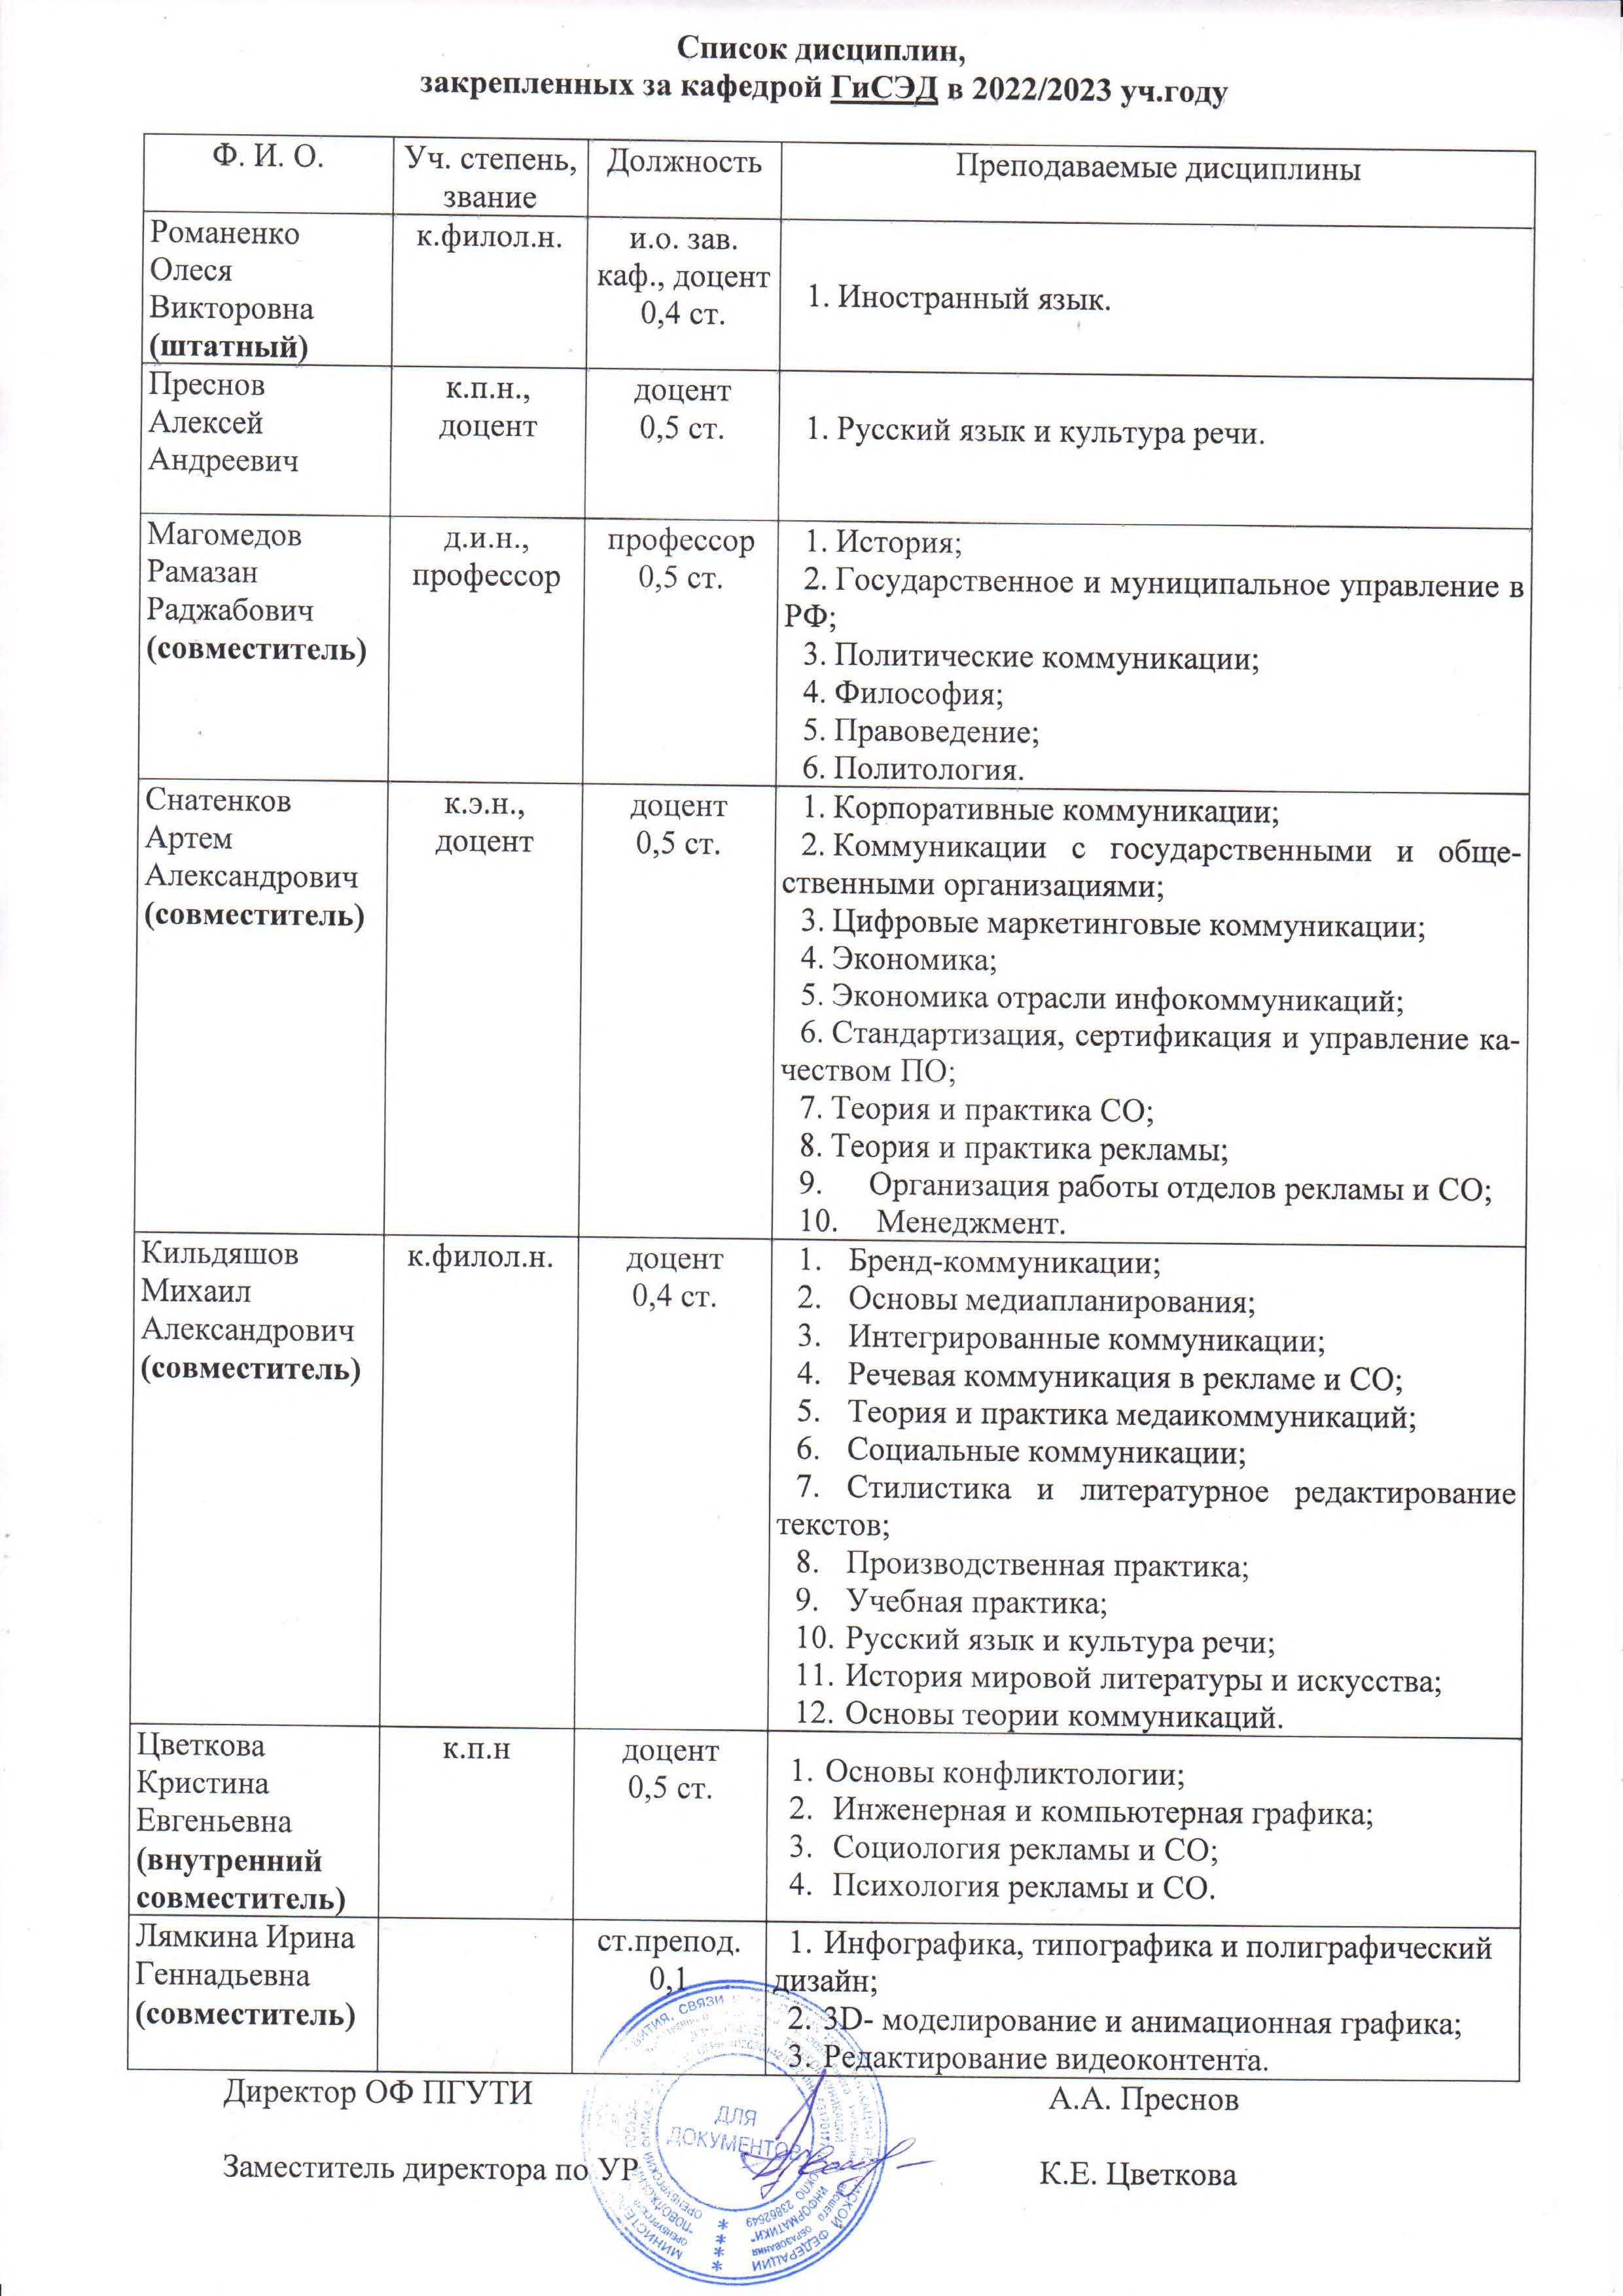 Список дисциплин,
закрепленных за кафедрой ГиСЭД в 2022/2023 уч.году
Ф. И. О.
Уч. степень,
звание
Должность
Преподаваемые дисциплины
Романенко
Олеся
Викторовна
(штатный)
к.филол.н.
и.о. зав.
каф., доцент
0,4 ст.
1. Иностранный язык.
Преснов
Алексей
Андреевич
к.п.н.,
доцент
доцент
0,5 ст.
1. Русский язык и культура речи.
Магомедов
Рамазан
Раджабович
(совместитель)
д.и.н.,
профессор
профессор
0,5 ст.
1. История;
2. Государственное и муниципальное управление в
РФ;
3. Политические коммуникации;
4. Философия;
5. Правоведение;
6. Политология.
Снатенков
Артем
Александрович
(совместитель)
к.э.н.,
доцент
доцент
0,5 ст.
1. Корпоративные коммуникации;
2. Коммуникации с государственными и обще-
ственными организациями;
3. Цифровые маркетинговые коммуникации;
4. Экономика;
5. Экономика отрасли инфокоммуникаций;
6. Стандартизация, сертификация и управление ка-
чеством ПО;
7. Теория и практика СО;
8. Теория и практика рекламы;
9. Организация работы отделов рекламы и СО;
10. Менеджмент.
Кильдяшов
Михаил
Александрович
(совместитель)
к.филол.н.
доцент
0,4 ст.
1. Бренд-коммуникации;
2. Основы медиапланирования;
3. Интегрированные коммуникации;
4. Речевая коммуникация в рекламе и СО;
5. Теория и практика медаикоммуникаций;
6. Социальные коммуникации;
7. Стилистика и литературное редактирование
текстов;
8. Производственная практика;
9. Учебная практика;
10. Русский язык и культура речи;
11. История мировой литературы и искусства;
12. Основы теории коммуникаций.
Цветкова
Кристина
Евгеньевна
(внутренний
совместитель)
к.п.н
доцент
0,5 ст.
1. Основы конфликтологии;
2. Инженерная и компьютерная графика;
3. Социология рекламы и СО;
4. Психология рекламы и СО.
Лямкина Ирина
Геннадьевна
(совместитель)
ст.препод.
0,1
1. Инфографика, типографика и полиграфический
дизайн;
2. 3D- моделирование и анимационная графика;
3. Редактирование видеоконтента.
Директор ОФ ПГУТИ
А.А. Преснов
Заместитель директора по УР
К.Е. Цветкова
ДЛЯ
ДОКУМЕНТОВ